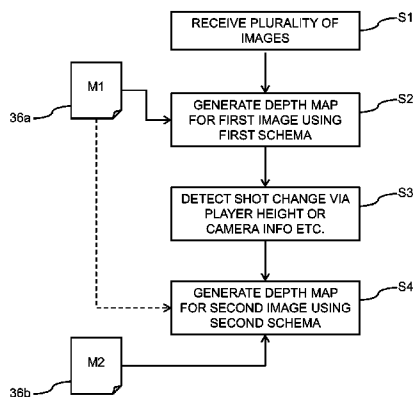 RECEIVE PLURALITY OF
IMAGES
S1
M1
36a
GENERATE DEPTH MAP
FOR FIRST IMAGE USING
FIRST SCHEMA
S2
DETECT SHOT CHANGE VIA
PLAYER HEIGHT OR
CAMERA INFO ETC.
S3
GENERATE DEPTH MAP
FOR SECOND IMAGE USING
SECOND SCHEMA
S4
M2
36b